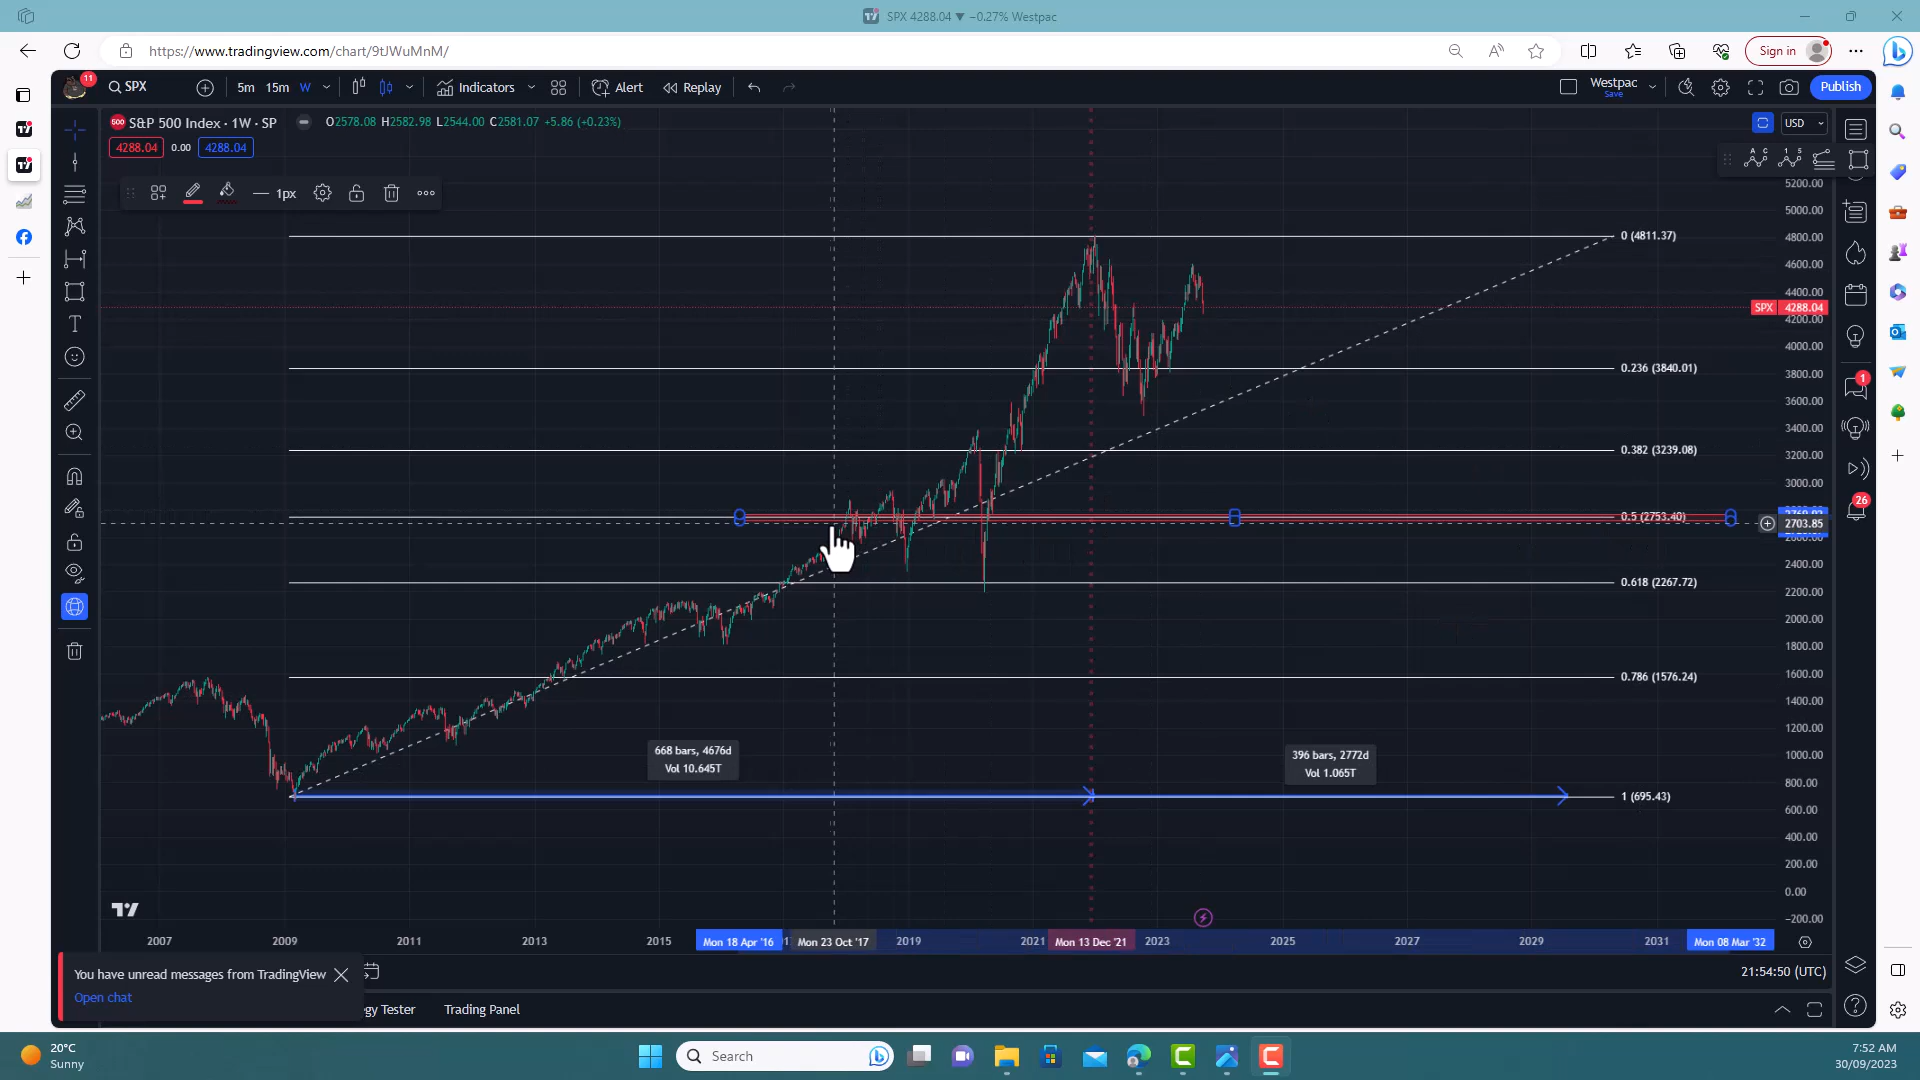 SPX 4288.04 ▼ −0.27% Westpac
https://www.tradingview.com/chart/9tJWuMnM/
Sign in
11
SPX
5m 15m W
Indicators
Alert
Replay
Westpac
Save
Publish
500 S&P 500 Index · 1W · SP
O2578.08 H2582.98 L2544.00 C2581.07 +5.86 (+0.23%)
USD
4288.04 0.00 4288.04
1px
5200.00
5000.00
4800.00
4600.00
4400.00
SPX 4288.04
4200.00
4000.00
3800.00
3600.00
3400.00
3200.00
3000.00
2703.85
2600.00
2400.00
2200.00
2000.00
1800.00
1600.00
1400.00
1200.00
1000.00
800.00
600.00
400.00
200.00
0.00
−200.00
0 (4811.37)
0.236 (3840.01)
0.382 (3239.08)
0.5 (2753.40)
0.618 (2267.72)
0.786 (1576.24)
1 (695.43)
668 bars, 4676d
Vol 10.645T
396 bars, 2772d
Vol 1.065T
1
26
2007 2009 2011 2013 2015 Mon 18 Apr '16 Mon 23 Oct '17 2019 2021 Mon 13 Dec '21 2023 2025 2027 2029 2031 Mon 08 Mar '32
You have unread messages from TradingView
Open chat
21:54:50 (UTC)
gy Tester
Trading Panel
20°C
Sunny
Search
7:52 AM
30/09/2023